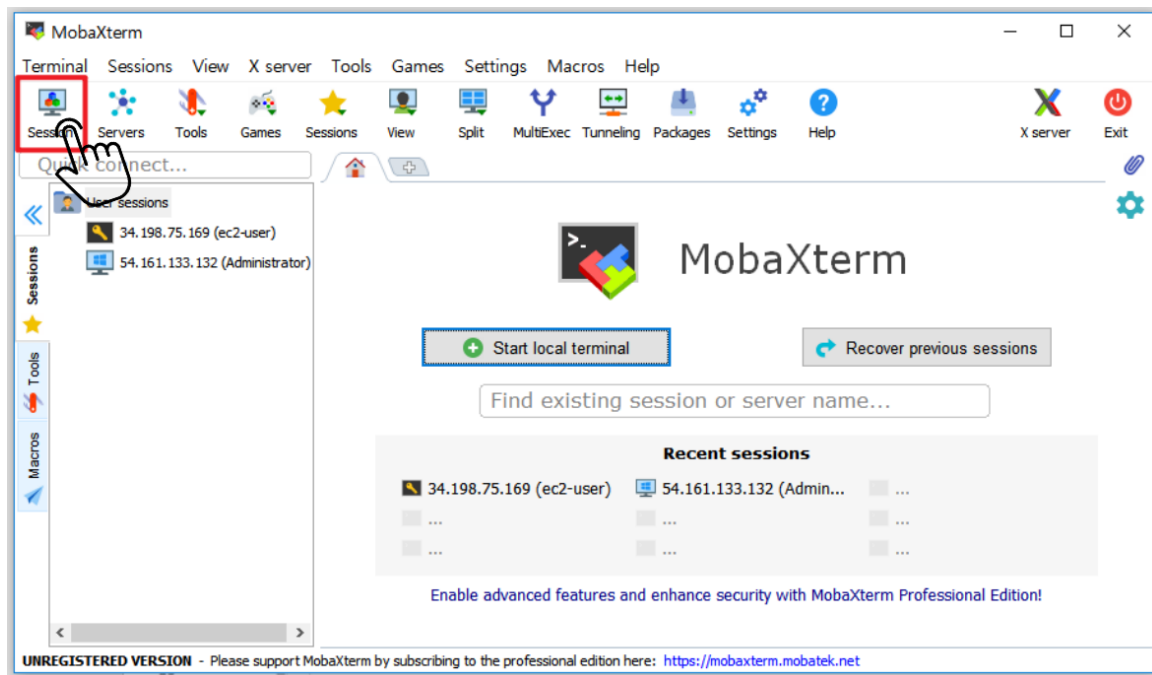 MobaXterm
Terminal Sessions View X server Tools Games Settings Macros Help
Session Servers Tools Games Sessions View Split MultiExec Tunneling Packages Settings Help X server Exit
Quick connect...
User sessions
34.198.75.169 (ec2-user)
54.161.133.132 (Administrator)
Sessions
Tools
Macros
>_
MobaXterm
Start local terminal
Recover previous sessions
Find existing session or server name...
Recent sessions
34.198.75.169 (ec2-user) 54.161.133.132 (Admin... ...
... ... ...
... ... ...
Enable advanced features and enhance security with MobaXterm Professional Edition!
UNREGISTERED VERSION - Please support MobaXterm by subscribing to the professional edition here: https://mobaxterm.mobatek.net